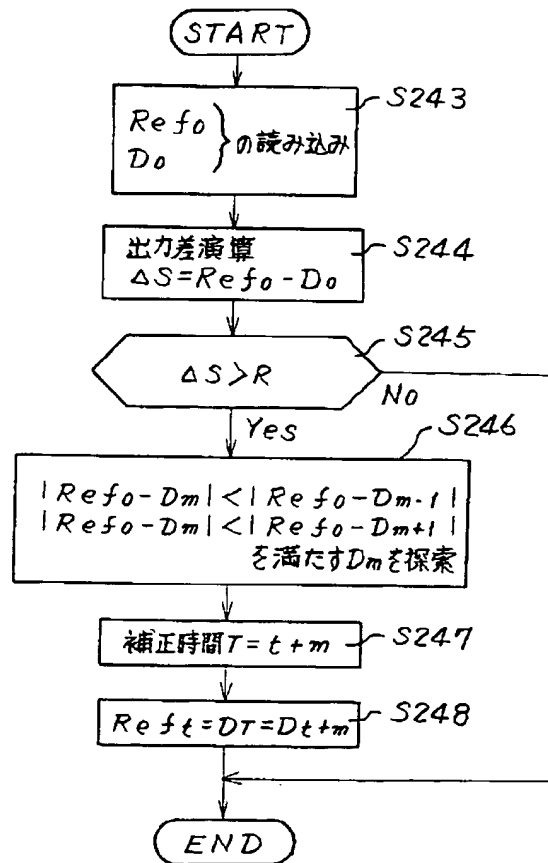 START
S243
Refo
Do
}の読み込み
S244
出力差演算
ΔS=Refo-Do
S245
ΔS>R
No
Yes
S246
|Refo-Dm|<|Refo-Dm-1|
|Refo-Dm|<|Refo-Dm+1|
を満たすDmを探索
補正時間T=t+m
S247
Reft=DT=Dt+m
S248
END